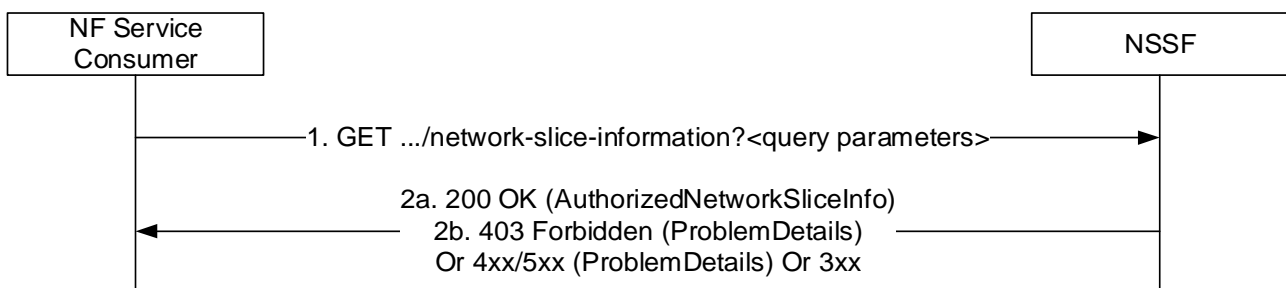 NF Service
Consumer
NSSF
1. GET .../network-slice-information?<query parameters>
2a. 200 OK (AuthorizedNetworkSliceInfo)
2b. 403 Forbidden (ProblemDetails)
Or 4xx/5xx (ProblemDetails) Or 3xx